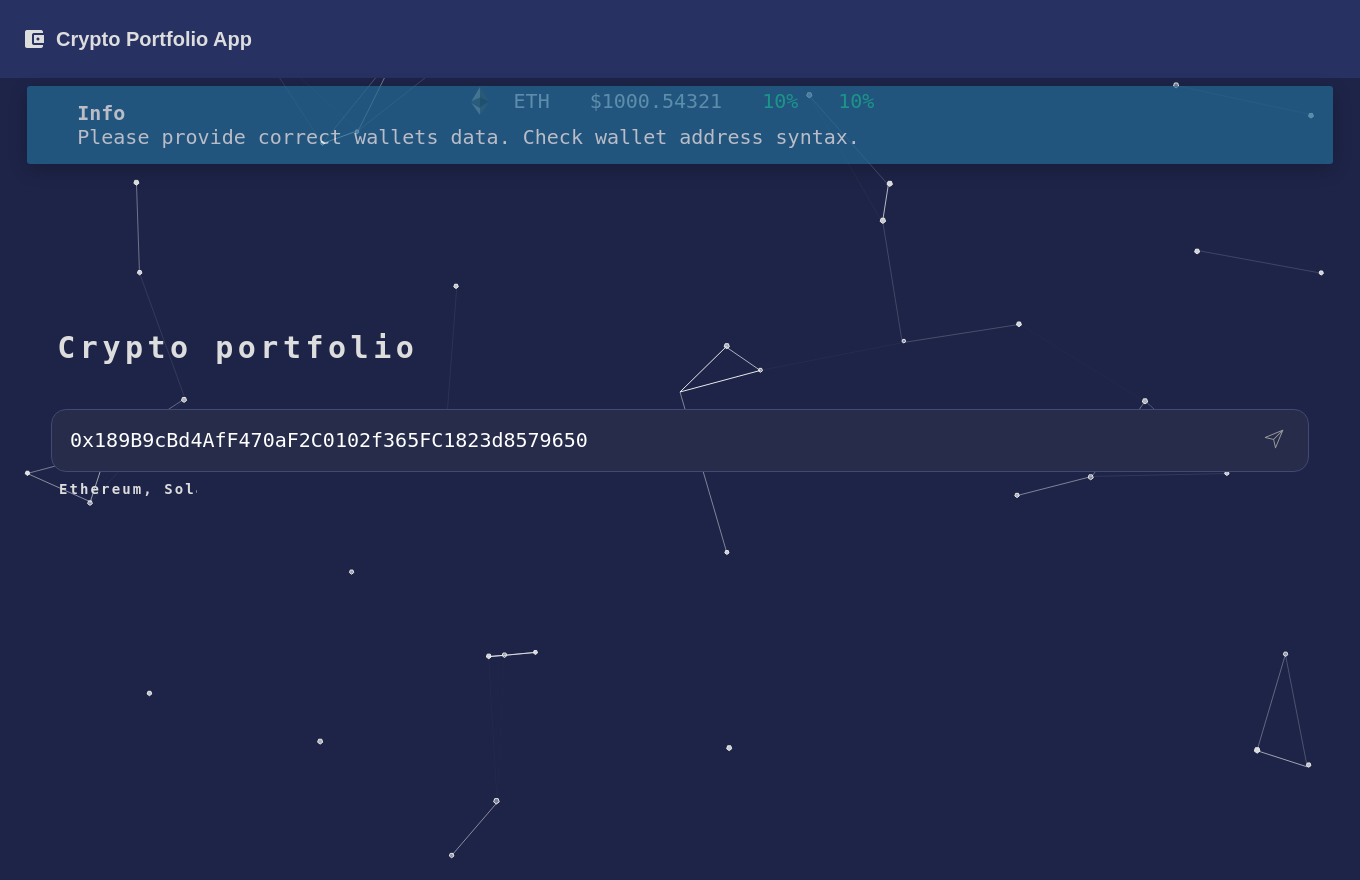 Crypto Portfolio App
ETH $1000.54321 10% 10%
Info
Please provide correct wallets data. Check wallet address syntax.
Crypto portfolio
0x189B9cBd4AfF470aF2C0102f365FC1823d8579650
Ethereum, Sol